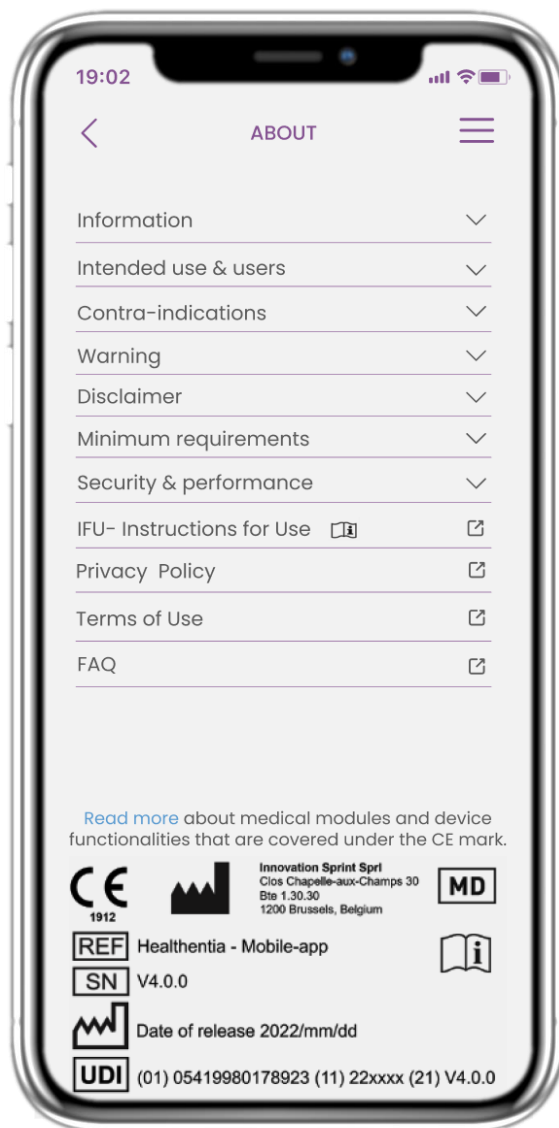 19:02
ABOUT
Information
Intended use & users
Contra-indications
Warning
Disclaimer
Minimum requirements
Security & performance
IFU- Instructions for Use
Privacy Policy
Terms of Use
FAQ
Read more about medical modules and device
functionalities that are covered under the CE mark.
CE
1912
Innovation Sprint Sprl
Clos Chapelle-aux-Champs 30
Bte 1.30.30
1200 Brussels, Belgium
MD
REF Healthentia - Mobile-app
SN V4.0.0
Date of release 2022/mm/dd
UDI (01) 05419980178923 (11) 22xxxx (21) V4.0.0